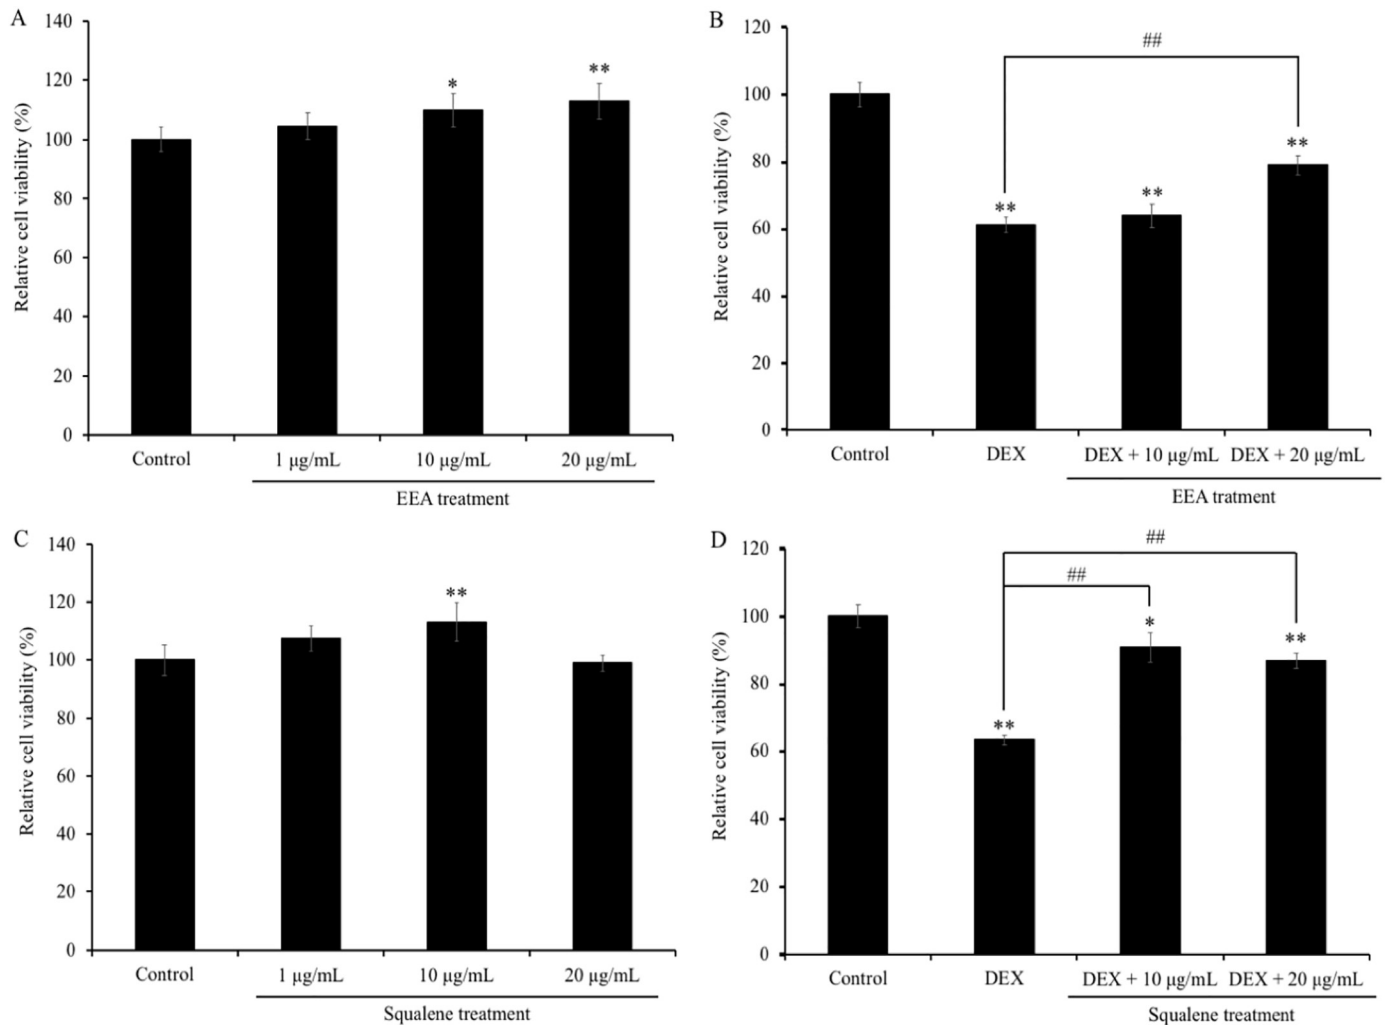 A
140
120
100
80
60
40
20
0
Relative cell viability (%)
*
**
Control
1 μg/mL
10 μg/mL
20 μg/mL
EEA treatment
B
120
100
80
60
40
20
0
Relative cell viability (%)
##
**
**
**
Control
DEX
DEX + 10 μg/mL
DEX + 20 μg/mL
EEA tratment
C
140
120
100
80
60
40
20
0
Relative cell viability (%)
**
Control
1 μg/mL
10 μg/mL
20 μg/mL
Squalene treatment
D
120
100
80
60
40
20
0
Relative cell viability (%)
##
##
**
*
**
Control
DEX
DEX + 10 μg/mL
DEX + 20 μg/mL
Squalene treatment